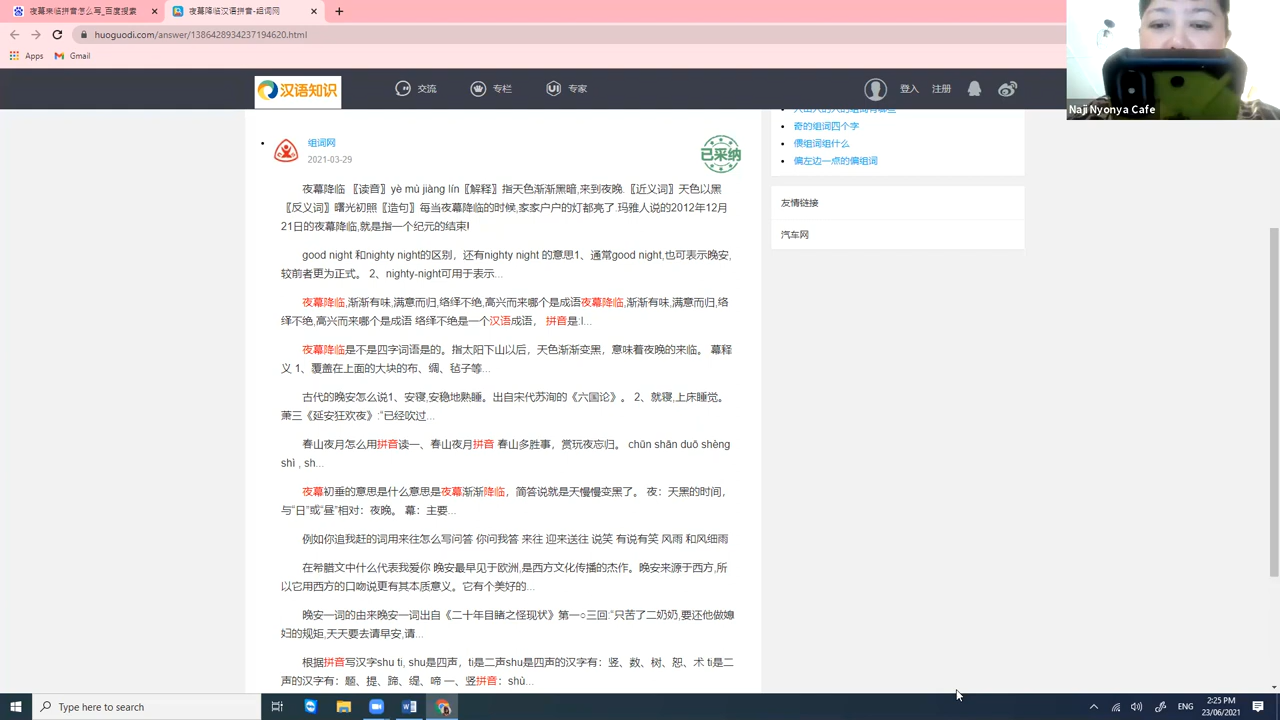 夜幕来临拼音怎么写_百度搜索
夜幕降临汉语拼音-组词网
huoguodi.com/answer/1386428934237194620.html
Apps
Gmail
Naji Nyonya Cafe
汉语知识
交流
专栏
专家
登入
注册
奇的组词四个字
偎组词组什么
偏左边一点的偏组词
友情链接
汽车网
组词网
2021-03-29
已采纳
夜幕降临 〖读音〗yè mù jiàng lín〖解释〗指天色渐渐黑暗,来到夜晚.〖近义词〗天色以黑
〖反义词〗曙光初照〖造句〗每当夜幕降临的时候,家家户户的灯都亮了.玛雅人说的2012年12月
21日的夜幕降临,就是指一个纪元的结束!
good night 和nighty night的区别，还有nighty night 的意思1、通常good night,也可表示晚安,
较前者更为正式。 2、nighty-night可用于表示...
夜幕降临,渐渐有味,满意而归,络绎不绝,高兴而来哪个是成语夜幕降临,渐渐有味,满意而归,络
绎不绝,高兴而来哪个是成语 络绎不绝是一个汉语成语， 拼音是:l...
夜幕降临是不是四字词语是的。指太阳下山以后，天色渐渐变黑，意味着夜晚的来临。 幕释
义 1、覆盖在上面的大块的布、绸、毡子等...
古代的晚安怎么说1、安寝,安稳地熟睡。出自宋代苏洵的《六国论》。 2、就寝,上床睡觉。
萧三《延安狂欢夜》:“已经吹过...
春山夜月怎么用拼音读一、春山夜月拼音 春山多胜事，赏玩夜忘归。 chūn shān duō shèng
shì , sh...
夜幕初垂的意思是什么意思是夜幕渐渐降临，简答说就是天慢慢变黑了。 夜：天黑的时间，
与“日”或“昼”相对：夜晚。 幕：主要...
例如你追我赶的词用来往怎么写问答 你问我答 来往 迎来送往 说笑 有说有笑 风雨 和风细雨
在希腊文中什么代表我爱你 晚安最早见于欧洲,是西方文化传播的杰作。晚安来源于西方,所
以它用西方的口吻说更有其本质意义。它有个美好的...
晚安一词的由来晚安一词出自《二十年目睹之怪现状》第一○三回:“只苦了二奶奶,要还他做媳
妇的规矩,天天要去请早安,请...
根据拼音写汉字shu ti, shu是四声，ti是二声shu是四声的汉字有：竖、数、树、恕、术 ti是二
声的汉字有：题、提、蹄、缇、啼 一、竖拼音：shù...
Type here to search
ENG
2:25 PM
23/06/2021